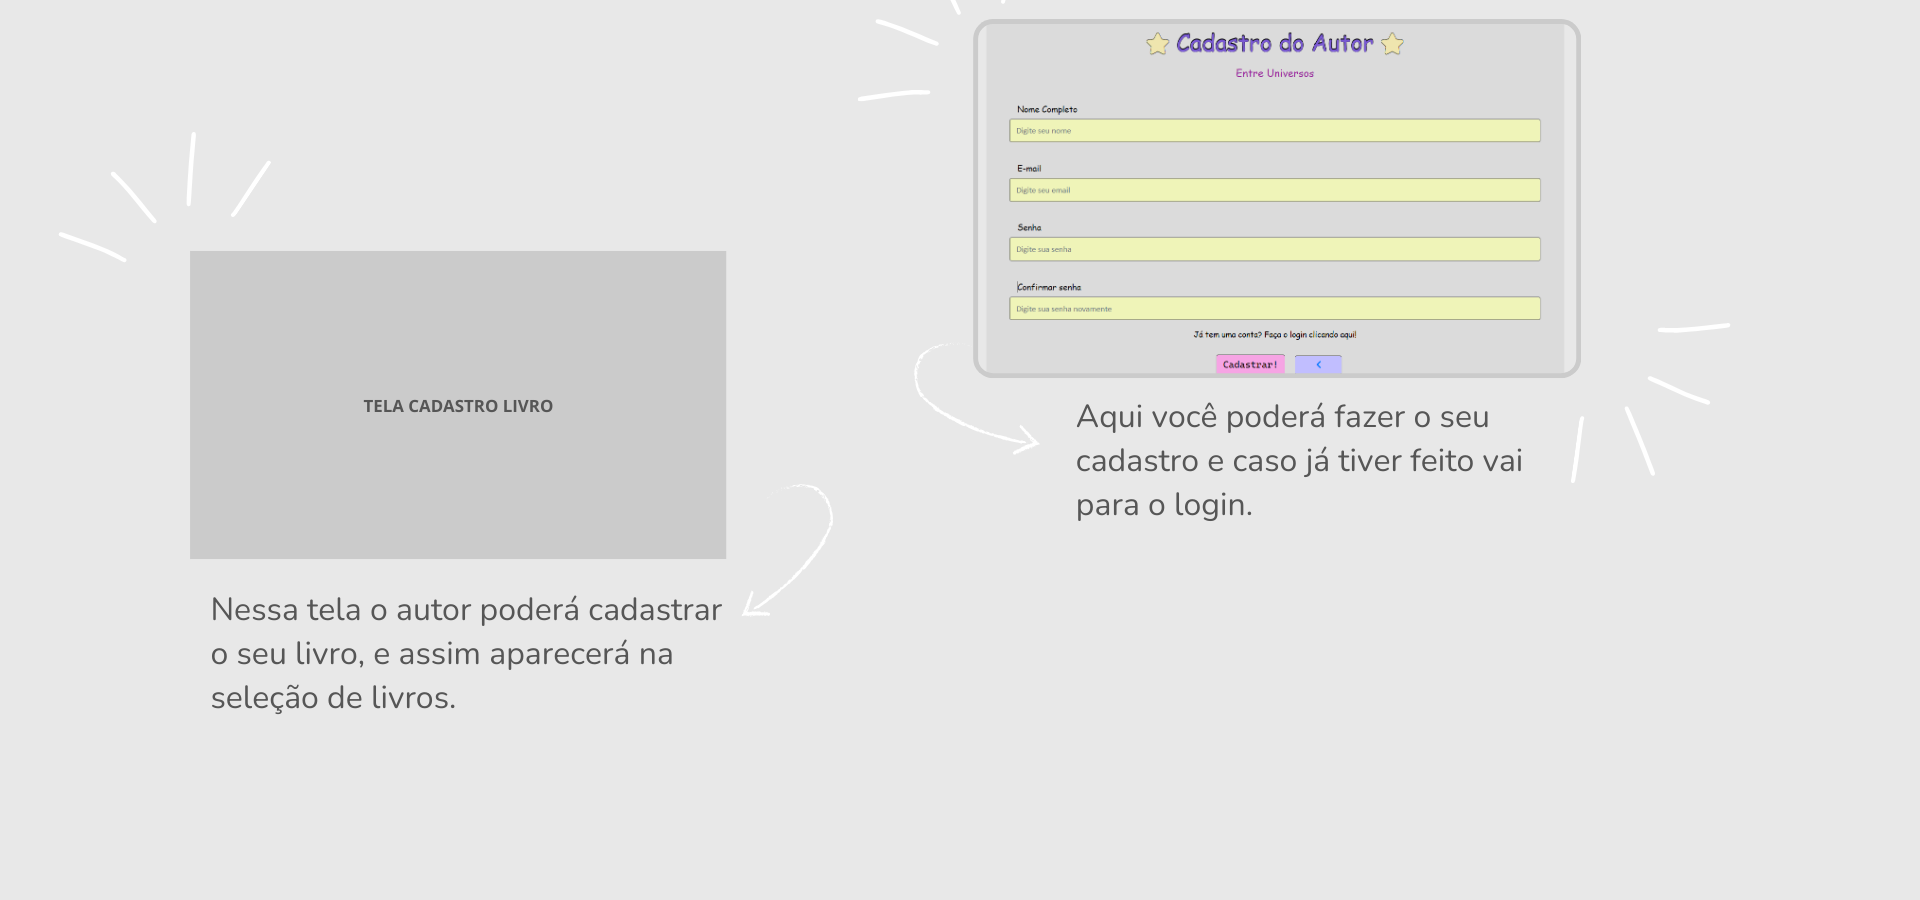 Cadastro do Autor
Entre Universos
Nome Completo
Digite seu nome
E-mail
Digite seu email
Senha
Digite sua senha
Confirmar senha
Digite sua senha novamente
Já tem uma conta? Faça o login clicando aqui!
Cadastrar!
<
Aqui você poderá fazer o seu
cadastro e caso já tiver feito vai
para o login.
TELA CADASTRO LIVRO
Nessa tela o autor poderá cadastrar
o seu livro, e assim aparecerá na
seleção de livros.